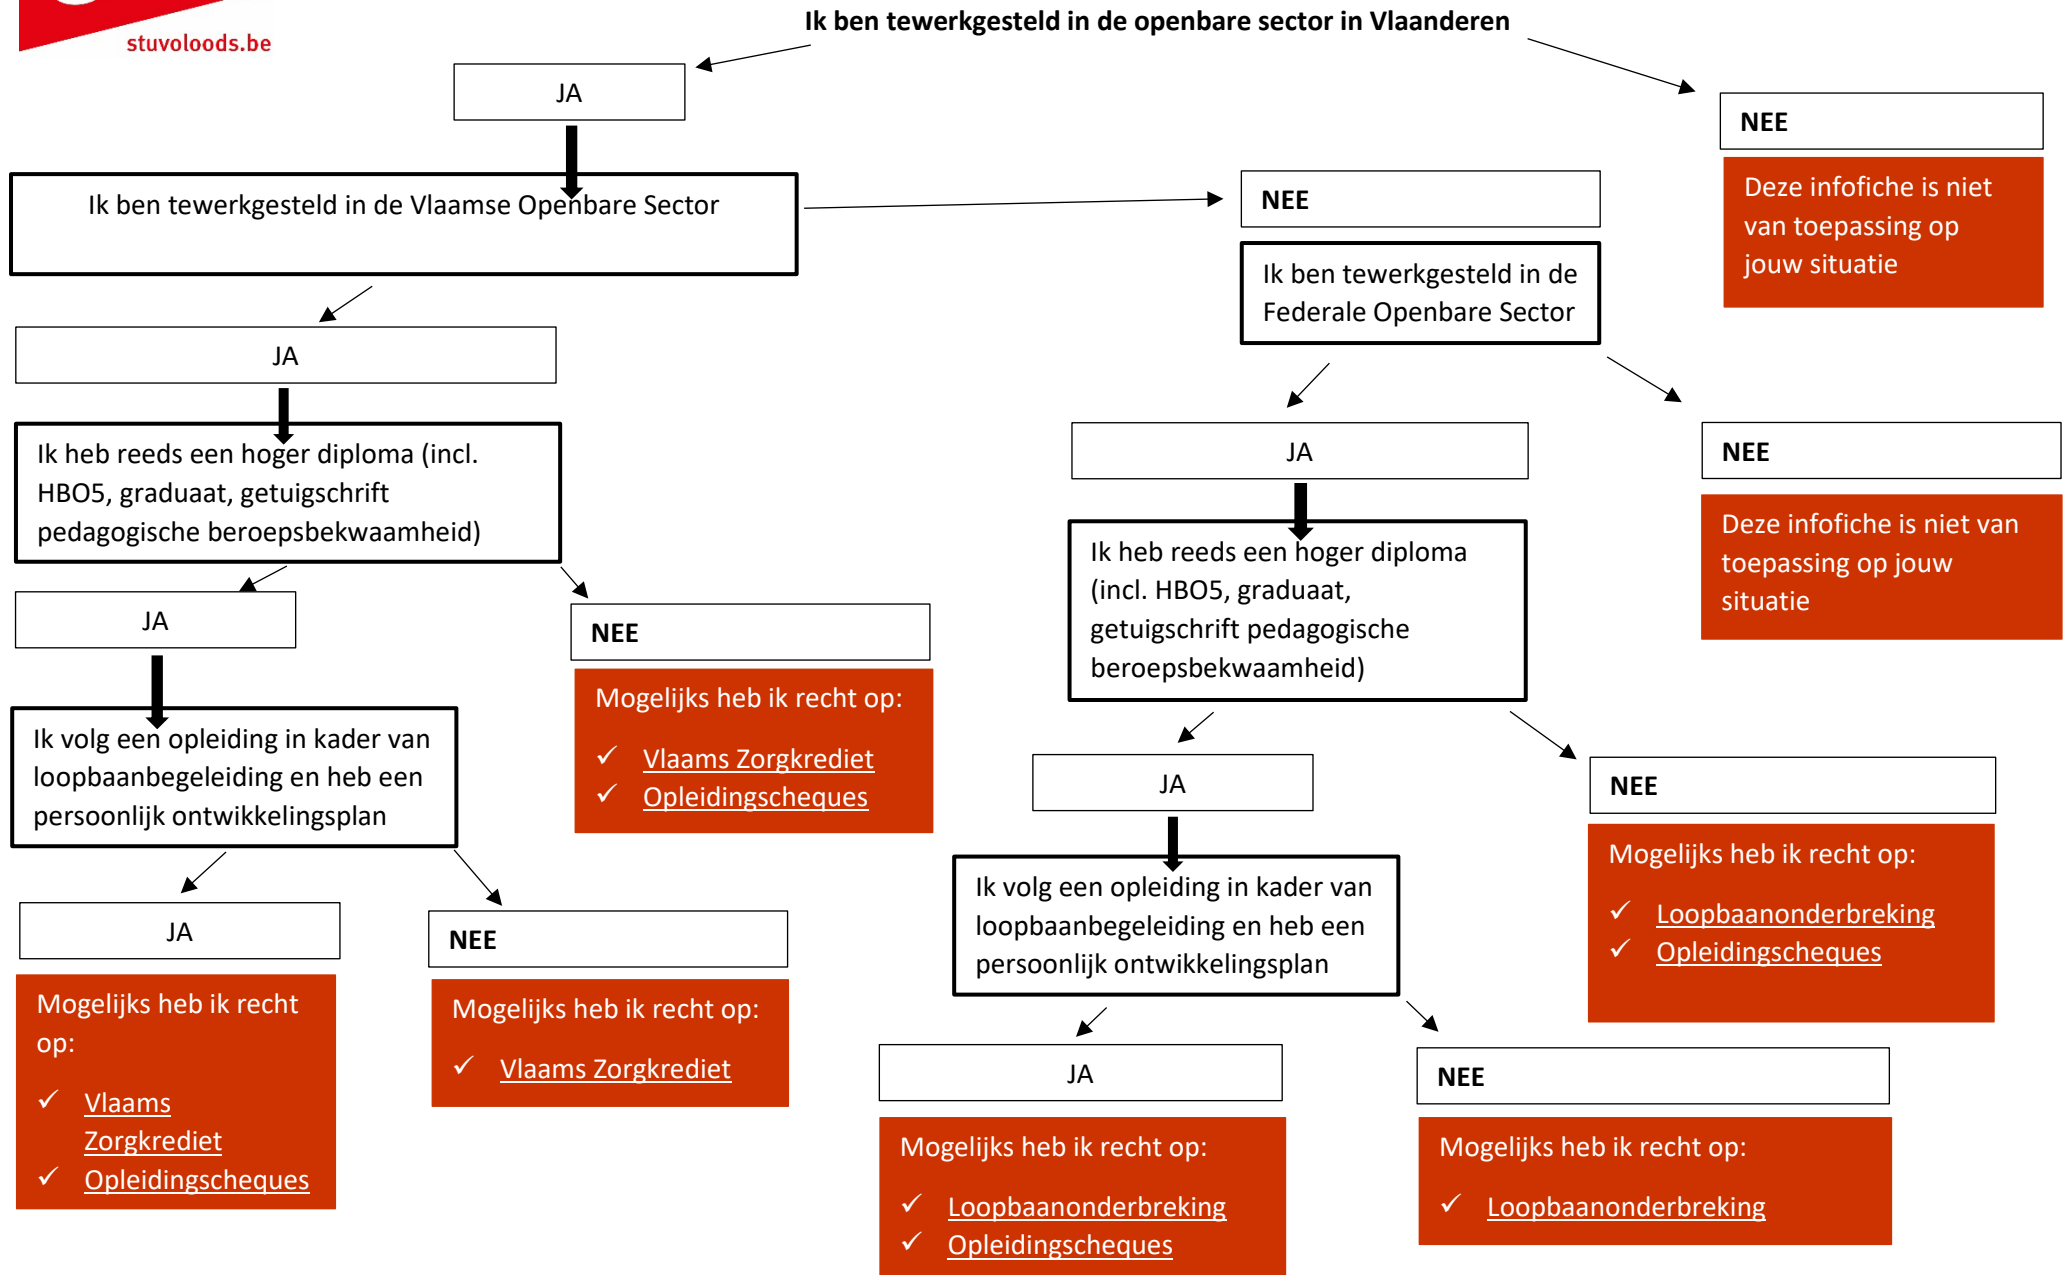 stuvoloods.be
Ik ben tewerkgesteld in de openbare sector in Vlaanderen
JA
NEE
Deze infofiche is niet
van toepassing op
jouw situatie
Ik ben tewerkgesteld in de Vlaamse Openbare Sector
NEE
Ik ben tewerkgesteld in de
Federale Openbare Sector
JA
Ik heb reeds een hoger diploma (incl.
HBO5, graduaat, getuigschrift
pedagogische beroepsbekwaamheid)
JA
NEE
Deze infofiche is niet van
toepassing op jouw
situatie
Ik heb reeds een hoger diploma
(incl. HBO5, graduaat,
getuigschrift pedagogische
beroepsbekwaamheid)
JA
NEE
Mogelijks heb ik recht op:
✓ Vlaams Zorgkrediet
✓ Opleidingscheques
Ik volg een opleiding in kader van
loopbaanbegeleiding en heb een
persoonlijk ontwikkelingsplan
JA
NEE
Mogelijks heb ik recht op:
✓ Loopbaanonderbreking
✓ Opleidingscheques
Ik volg een opleiding in kader van
loopbaanbegeleiding en heb een
persoonlijk ontwikkelingsplan
JA
Mogelijks heb ik recht
op:
✓ Vlaams
Zorgkrediet
✓ Opleidingscheques
NEE
Mogelijks heb ik recht op:
✓ Vlaams Zorgkrediet
JA
Mogelijks heb ik recht op:
✓ Loopbaanonderbreking
✓ Opleidingscheques
NEE
Mogelijks heb ik recht op:
✓ Loopbaanonderbreking